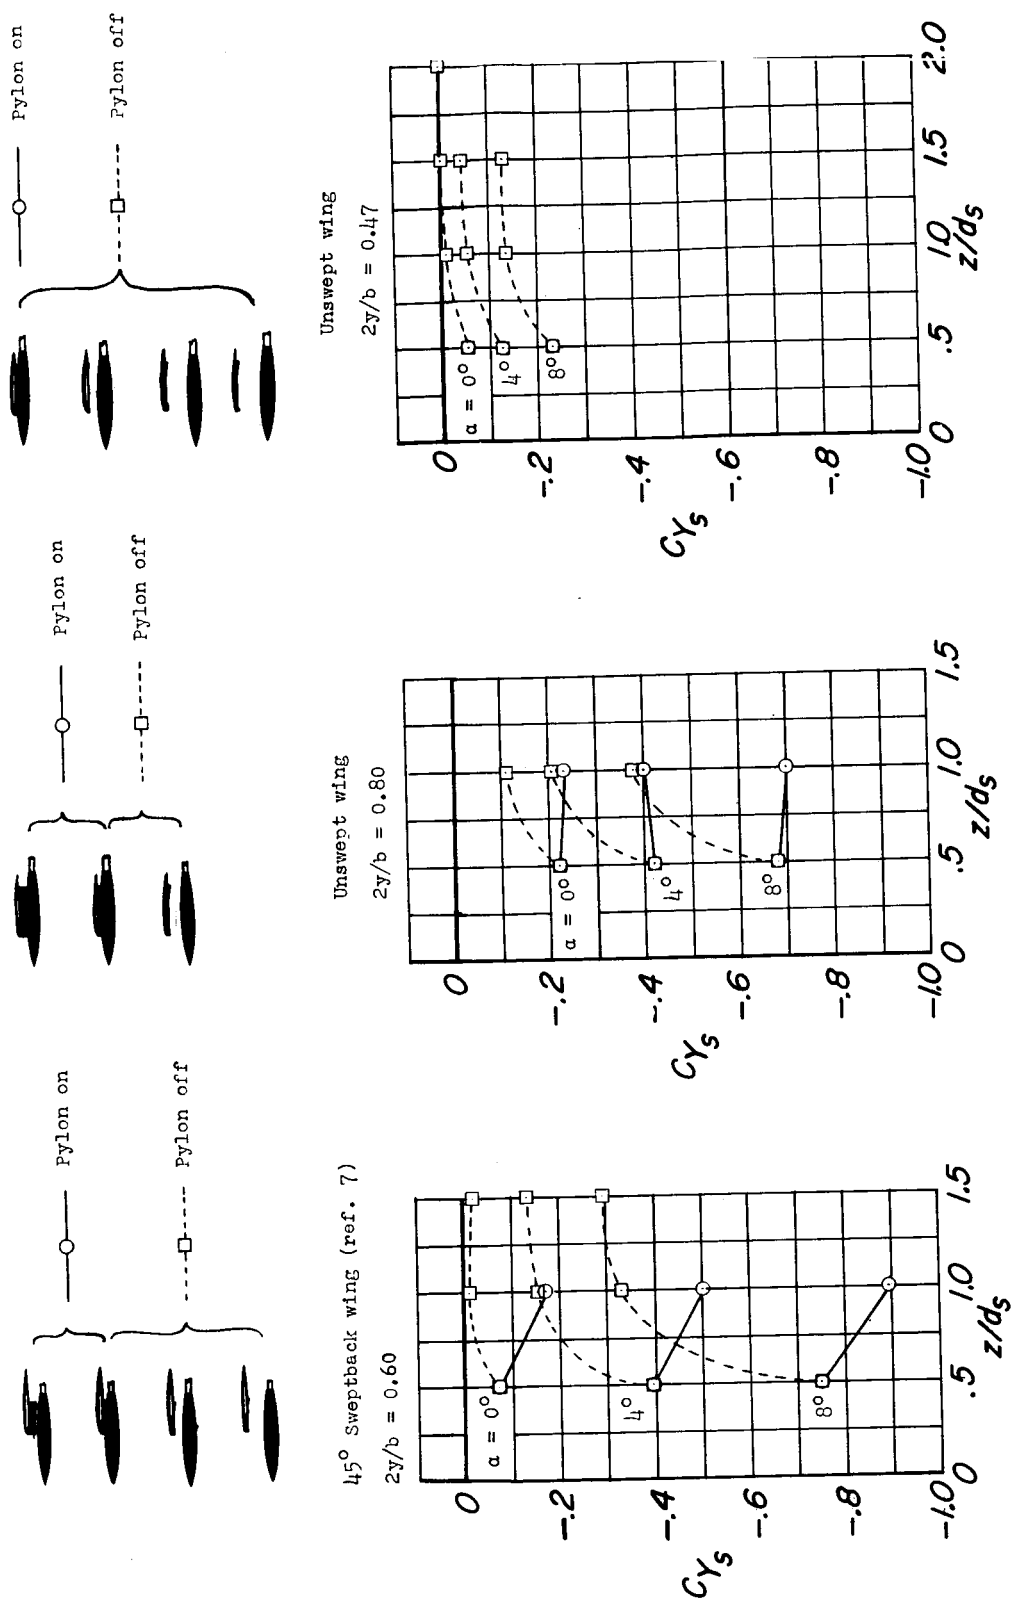 Pylon on
Pylon off
45° Sweptback wing (ref. 7)
2y/b = 0.60
α = 0°
4°
8°
0
-.2
-.4
-.6
-.8
-1.0
CYs
0
.5
1.0
1.5
z/ds
Pylon on
Pylon off
Unswept wing
2y/b = 0.80
α = 0°
4°
8°
0
-.2
-.4
-.6
-.8
-1.0
CYs
0
.5
1.0
1.5
z/ds
Pylon on
Pylon off
Unswept wing
2y/b = 0.47
α = 0°
4°
8°
0
-.2
-.4
-.6
-.8
-1.0
CYs
0
.5
1.0
1.5
2.0
z/ds